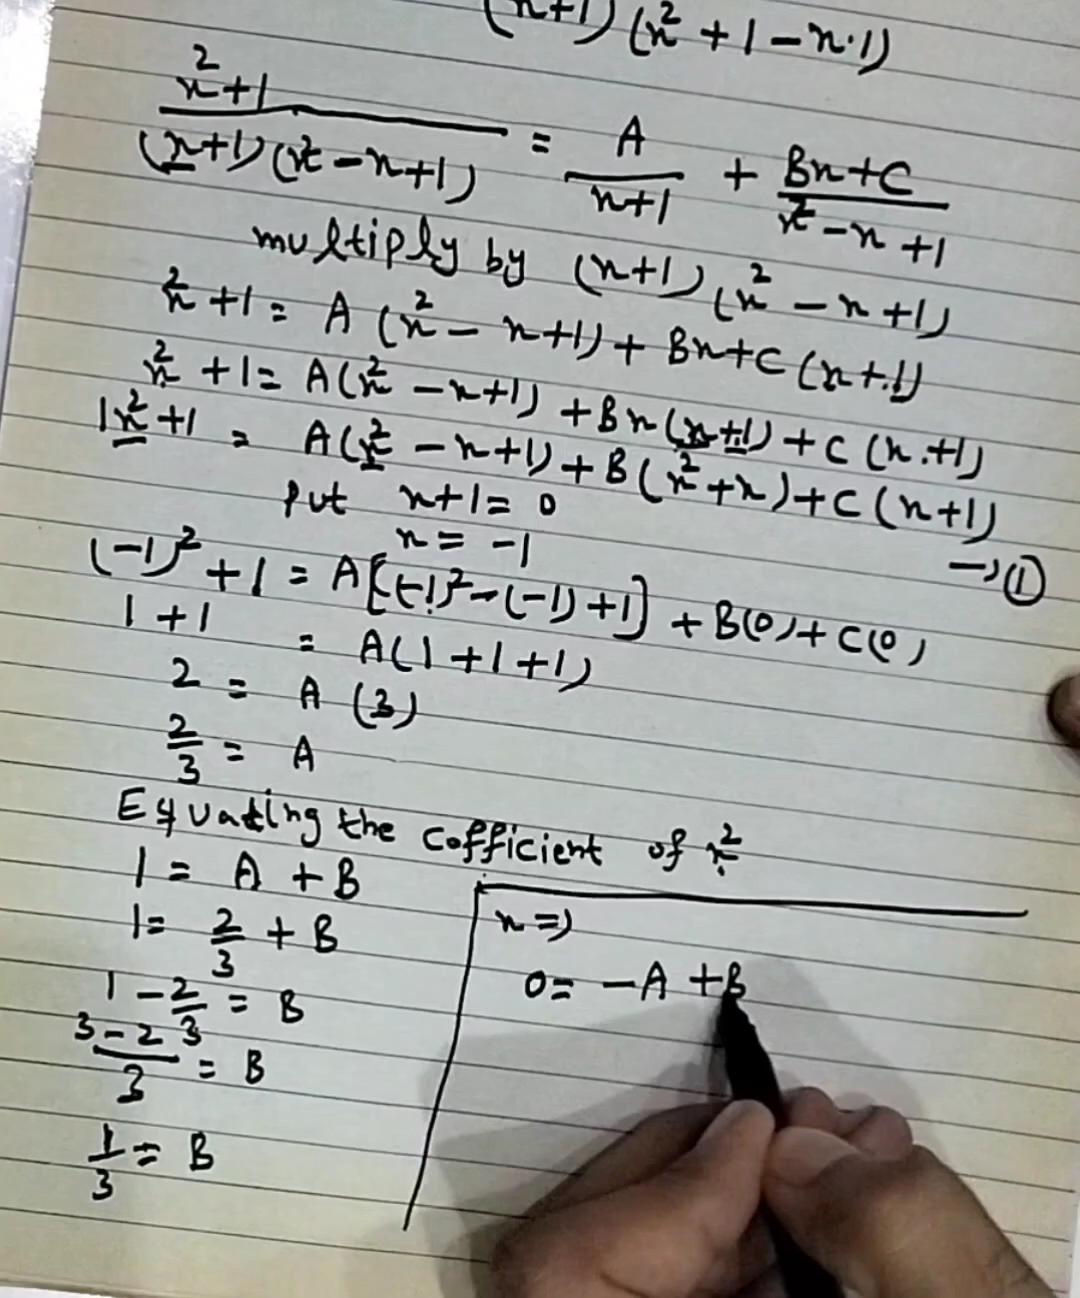 (x+1) (x² + 1 - x·1)
x²+1 / (x+1)(x²-x+1) = A / x+1 + Bx+C / x²-x+1
multiply by (x+1) (x² - x+1)
x²+1 = A (x² - x+1) + Bx+C (x+1)
x²+1 = A(x² - x+1) + Bx(x+1) + C (x+1)
1x²+1 = A(x² - x+1) + B(x²+x) + C(x+1)
→ ①
Put x+1 = 0
x = -1
(-1)² + 1 = A[(-1)² - (-1) + 1] + B(0) + C(0)
1 + 1 = A(1 + 1 + 1)
2 = A (3)
2/3 = A
Equating the cofficient of x²
1 = A + B
1 = 2/3 + B
1 - 2/3 = B
3 - 2 / 3 = B
1/3 = B
x ⇒
0 = -A + B